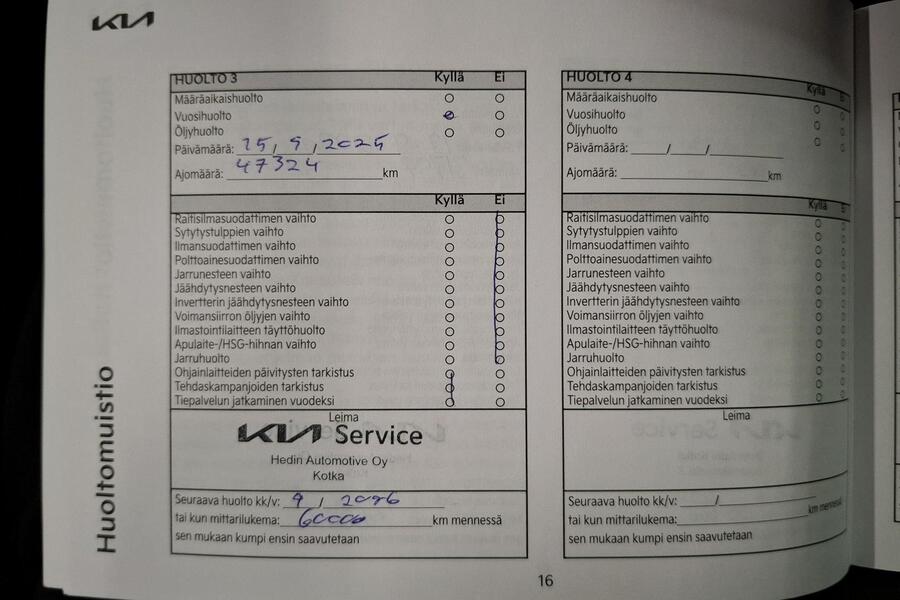 KIA
HUOLTO 3 Kyllä Ei
Määräaikaishuolto
Vuosihuolto
Öljyhuolto
Päivämäärä: 15, 9, 2025
Ajomäärä: 47324 km
Kyllä Ei
Raitisilmasuodattimen vaihto
Sytytystulppien vaihto
Ilmansuodattimen vaihto
Polttoainesuodattimen vaihto
Jarrunesteen vaihto
Jäähdytysnesteen vaihto
Invertterin jäähdytysnesteen vaihto
Voimansiirron öljyjen vaihto
Ilmastointilaitteen täyttöhuolto
Apulaite-/HSG-hihnan vaihto
Jarruhuolto
Ohjainlaitteiden päivitysten tarkistus
Tehdaskampanjoiden tarkistus
Tiepalvelun jatkaminen vuodeksi
Leima
KIA Service
Hedin Automotive Oy
Kotka
Seuraava huolto kk/v: 9 / 2026
tai kun mittarilukema: 60000 km mennessä
sen mukaan kumpi ensin saavutetaan
HUOLTO 4 Kyllä Ei
Määräaikaishuolto
Vuosihuolto
Öljyhuolto
Päivämäärä: / /
Ajomäärä: km
Kyllä Ei
Raitisilmasuodattimen vaihto
Sytytystulppien vaihto
Ilmansuodattimen vaihto
Polttoainesuodattimen vaihto
Jarrunesteen vaihto
Jäähdytysnesteen vaihto
Invertterin jäähdytysnesteen vaihto
Voimansiirron öljyjen vaihto
Ilmastointilaitteen täyttöhuolto
Apulaite-/HSG-hihnan vaihto
Jarruhuolto
Ohjainlaitteiden päivitysten tarkistus
Tehdaskampanjoiden tarkistus
Tiepalvelun jatkaminen vuodeksi
Leima
Seuraava huolto kk/v: /
tai kun mittarilukema: km mennessä
sen mukaan kumpi ensin saavutetaan
Huoltomuistio
16